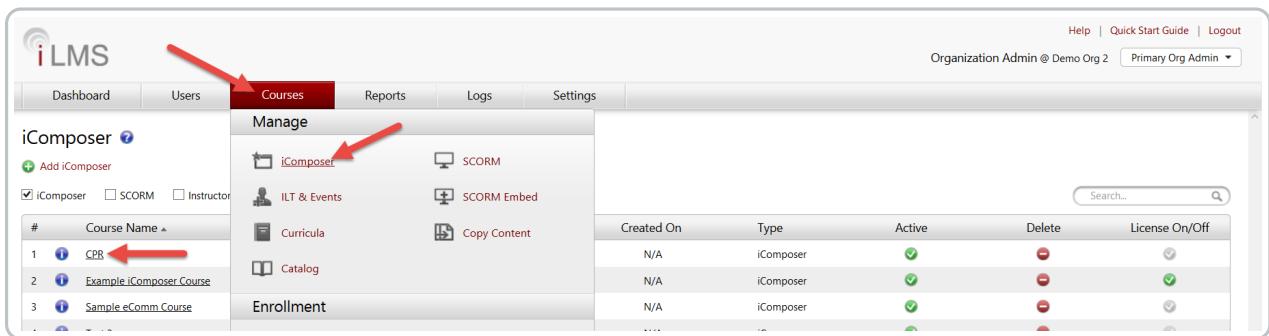 Help | Quick Start Guide | Logout
iLMS
Organization Admin @ Demo Org 2 Primary Org Admin
Dashboard Users Courses Reports Logs Settings
Manage
iComposer
Add iComposer
iComposer SCORM
iComposer SCORM Instructor
ILT & Events SCORM Embed
Search...
Curricula Copy Content
Catalog
Enrollment
# Course Name Created On Type Active Delete License On/Off
1 CPR N/A iComposer
2 Example iComposer Course N/A iComposer
3 Sample eComm Course N/A iComposer